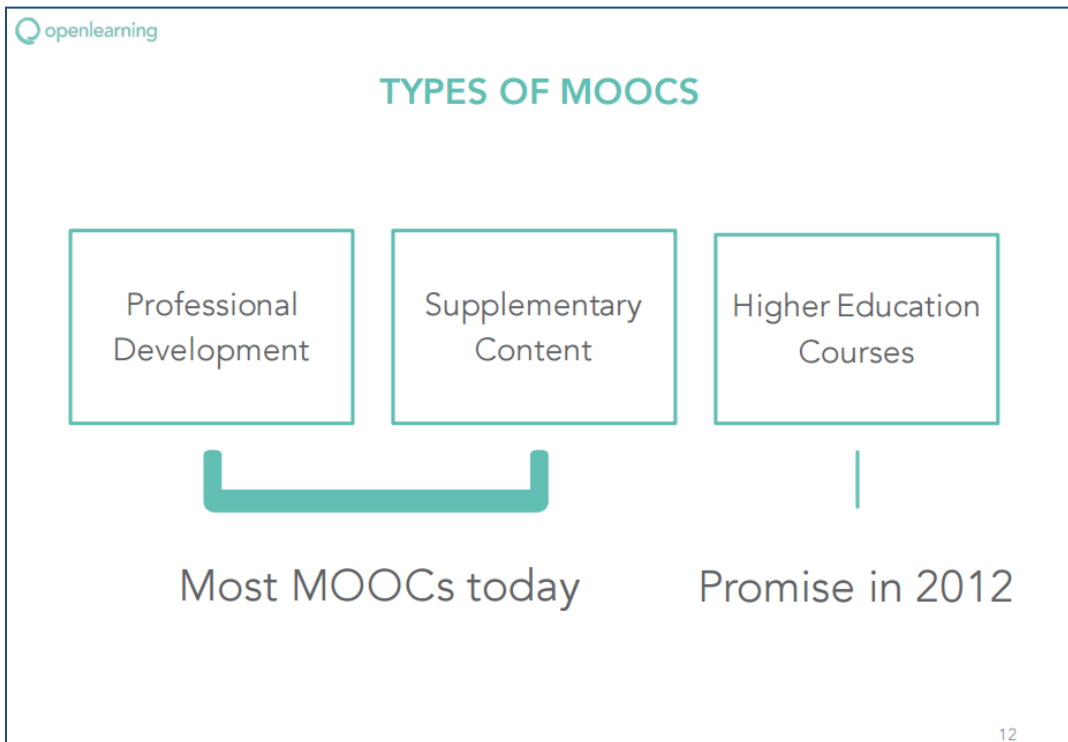 openlearning
TYPES OF MOOCS
Professional
Development
Supplementary
Content
Higher Education
Courses
Most MOOCs today
Promise in 2012
12